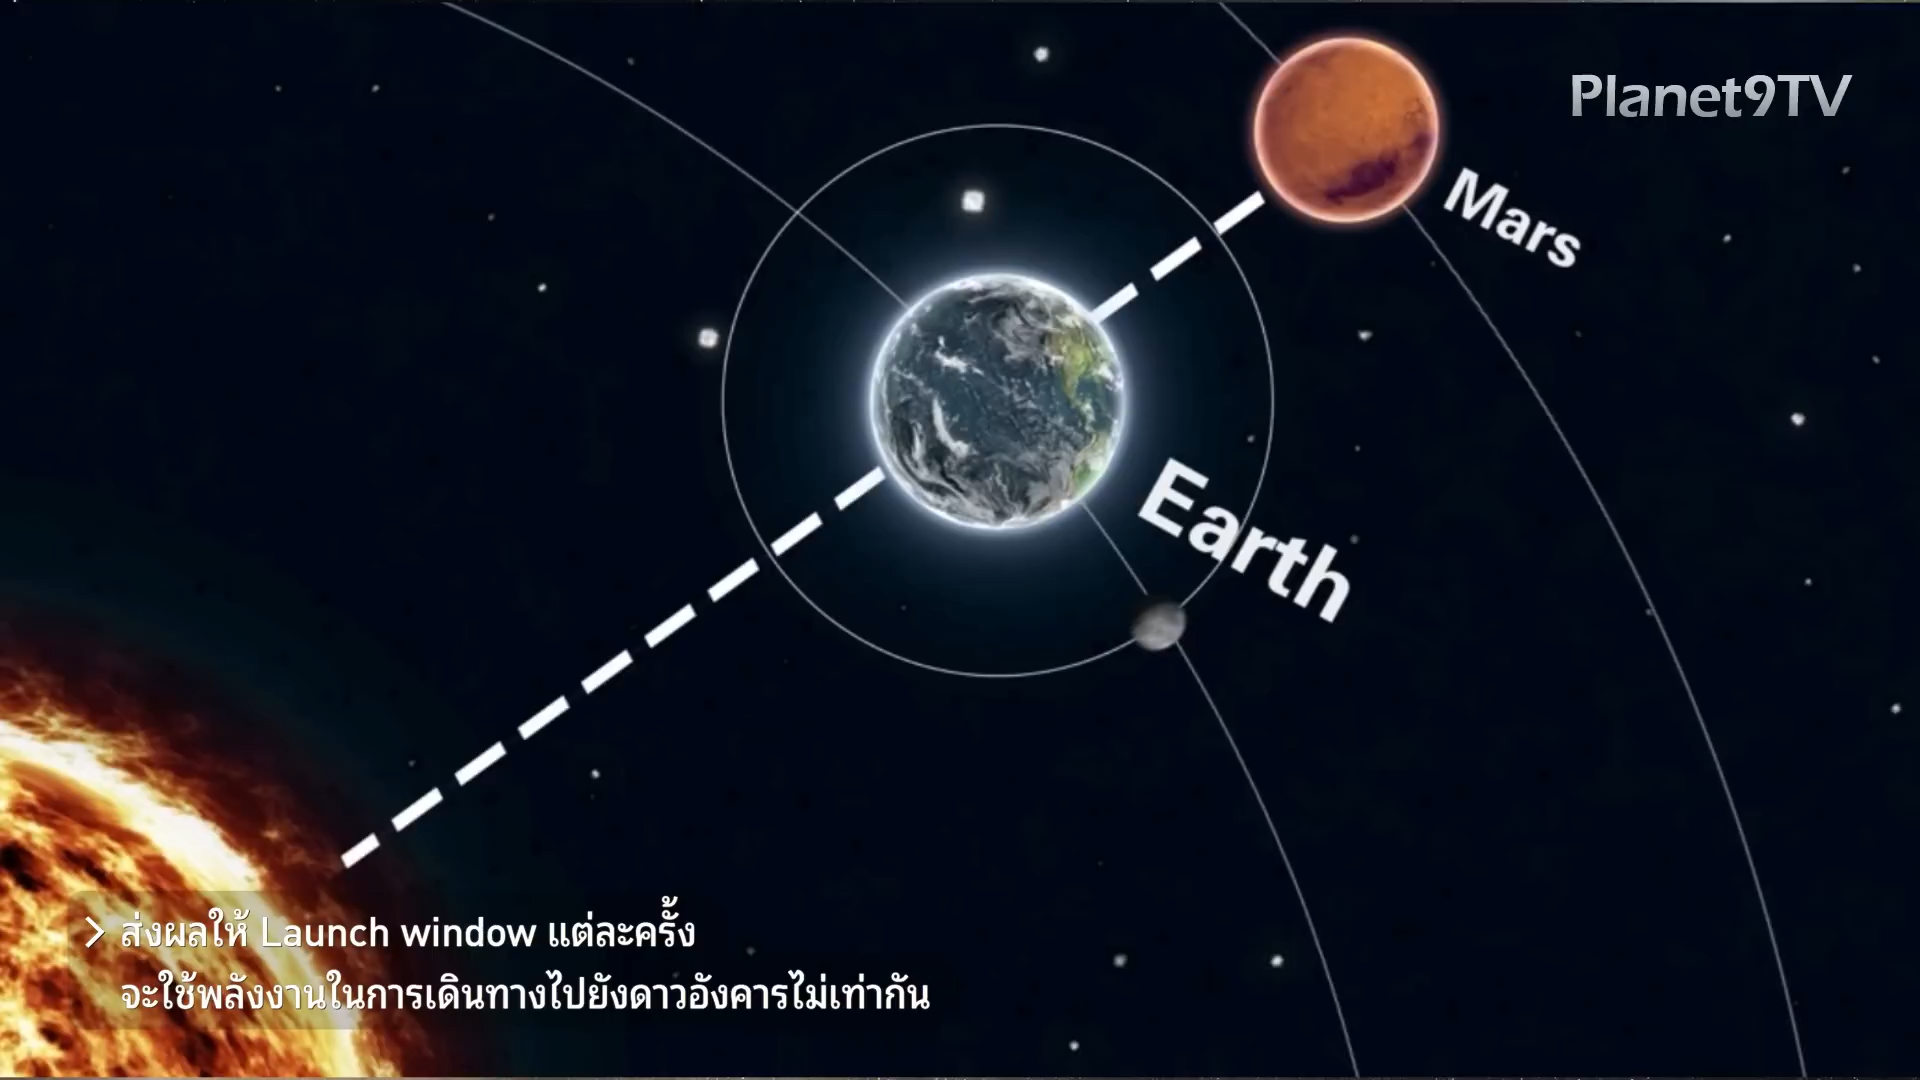 Planet9TV
Mars
Earth
> ส่งผลให้ Launch window แต่ละครั้ง
จะใช้พลังงานในการเดินทางไปยังดาวอังคารไม่เท่ากัน